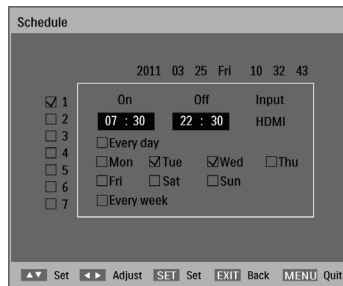 Schedule
2011 03 25 Fri 10 32 43
1 On Off Input
2 07 : 30 22 : 30 HDMI
3 Every day
4 Mon Tue Wed Thu
5
6 Fri Sat Sun
7 Every week
Set Adjust SET Set EXIT Back MENU Quit